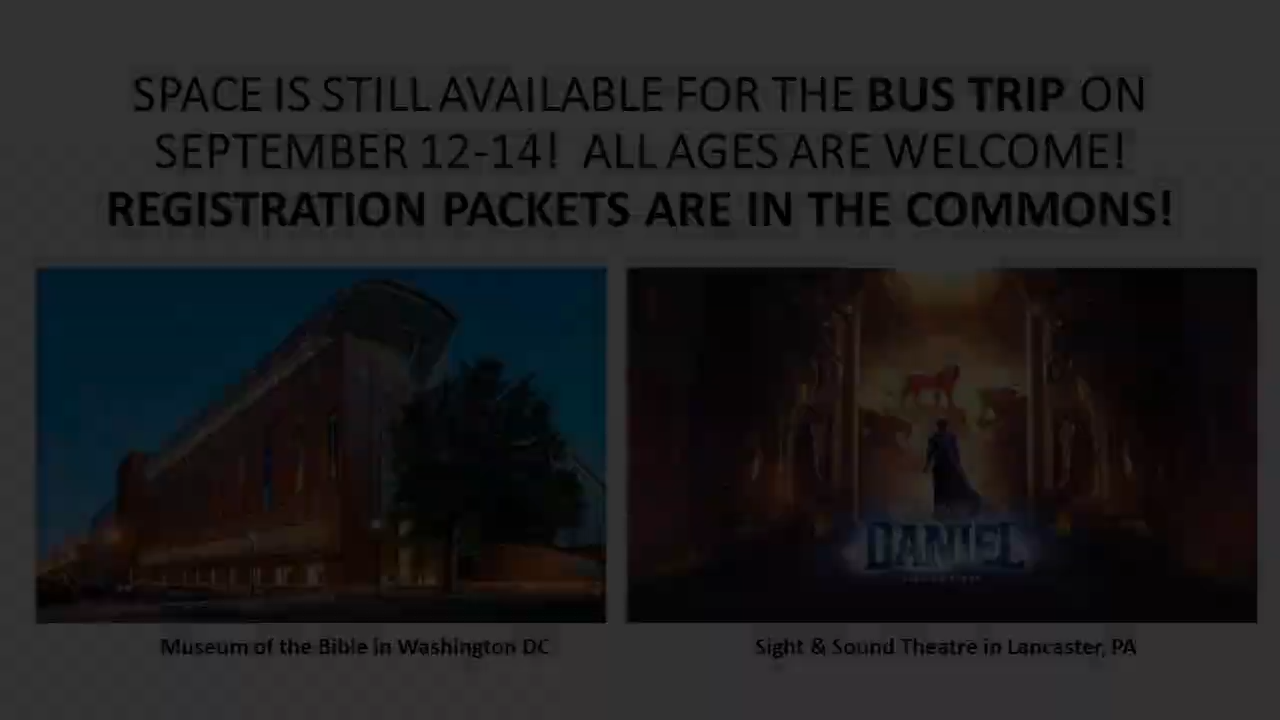 SPACE IS STILL AVAILABLE FOR THE BUS TRIP ON
SEPTEMBER 12-14!  ALL AGES ARE WELCOME!
REGISTRATION PACKETS ARE IN THE COMMONS!
DANIEL
Museum of the Bible in Washington DC
Sight & Sound Theatre in Lancaster, PA